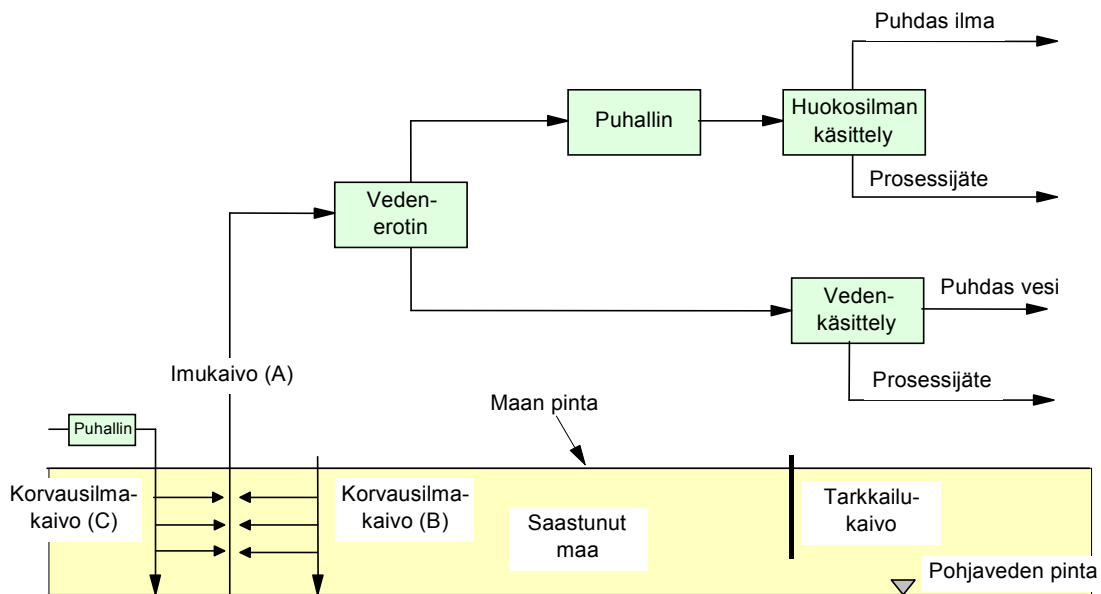 Puhdas ilma
Puhallin
Huokosilman
käsittely
Prosessijäte
Veden-
erotin
Puhdas vesi
Veden-
käsittely
Prosessijäte
Imukaivo (A)
Maan pinta
Puhallin
Korvausilma-
kaivo (C)
Korvausilma-
kaivo (B)
Saastunut
maa
Tarkkailu-
kaivo
Pohjaveden pinta